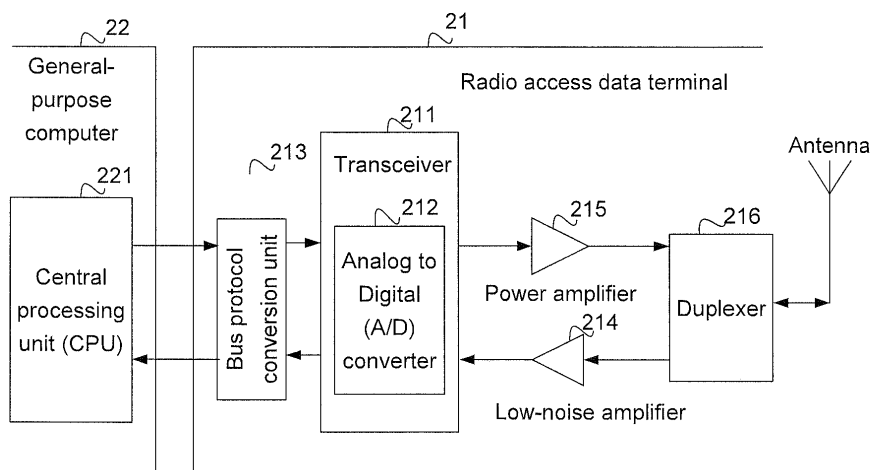 22
General-
purpose
computer
21
Radio access data terminal
221
Central
processing
unit (CPU)
213
Bus protocol
conversion unit
211
Transceiver
212
Analog to
Digital
(A/D)
converter
215
Power amplifier
214
Low-noise amplifier
216
Duplexer
Antenna